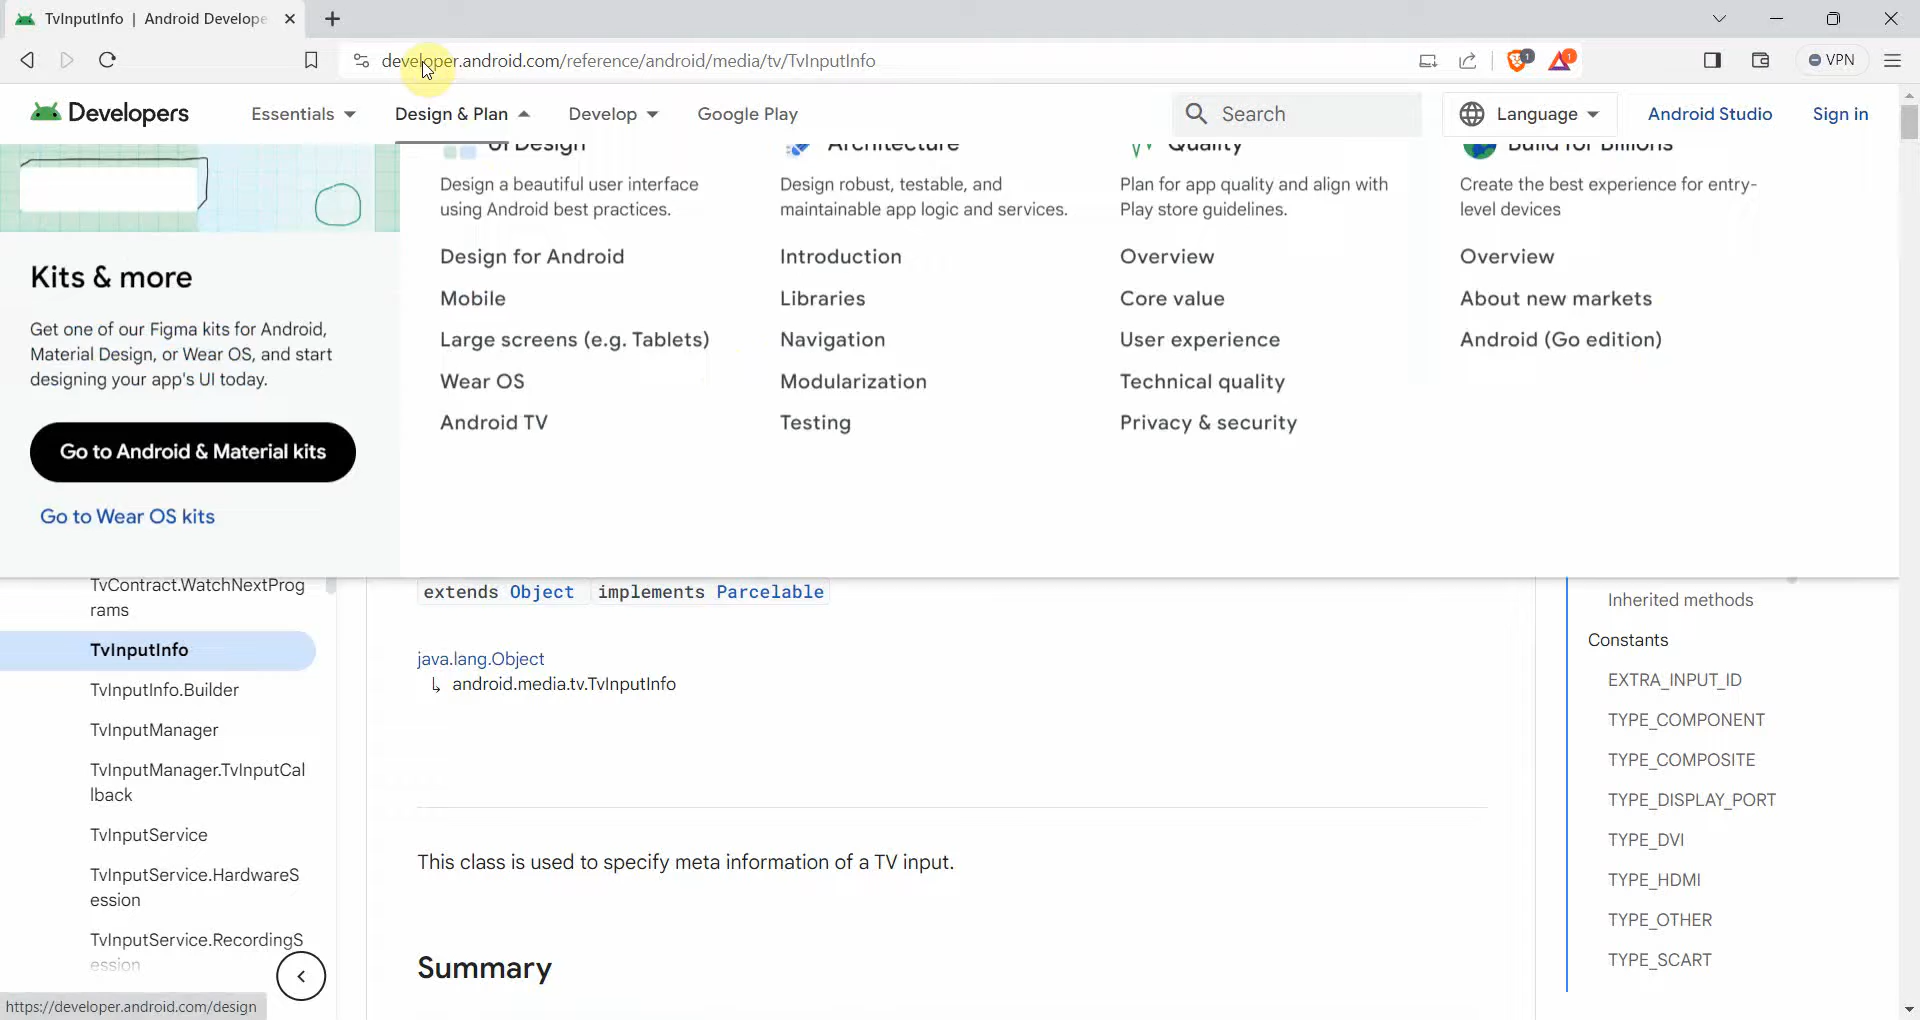 TvInputInfo | Android Develope
developer.android.com/reference/android/media/tv/TvInputInfo
1
1
VPN
Developers
Essentials
Design & Plan
Develop
Google Play
Search
Language
Android Studio
Sign in
Kits & more
Get one of our Figma kits for Android,
Material Design, or Wear OS, and start
designing your app's UI today.
Go to Android & Material kits
Go to Wear OS kits
UI Design
Design a beautiful user interface
using Android best practices.
Design for Android
Mobile
Large screens (e.g. Tablets)
Wear OS
Android TV
Architecture
Design robust, testable, and
maintainable app logic and services.
Introduction
Libraries
Navigation
Modularization
Testing
Quality
Plan for app quality and align with
Play store guidelines.
Overview
Core value
User experience
Technical quality
Privacy & security
Build for Billions
Create the best experience for entry-
level devices
Overview
About new markets
Android (Go edition)
TvContract.WatchNextProg
rams
TvInputInfo
TvInputInfo.Builder
TvInputManager
TvInputManager.TvInputCal
lback
TvInputService
TvInputService.HardwareS
ession
TvInputService.RecordingS
ession
extends Object implements Parcelable
java.lang.Object
↳ android.media.tv.TvInputInfo
This class is used to specify meta information of a TV input.
Summary
Inherited methods
Constants
EXTRA_INPUT_ID
TYPE_COMPONENT
TYPE_COMPOSITE
TYPE_DISPLAY_PORT
TYPE_DVI
TYPE_HDMI
TYPE_OTHER
TYPE_SCART
https://developer.android.com/design